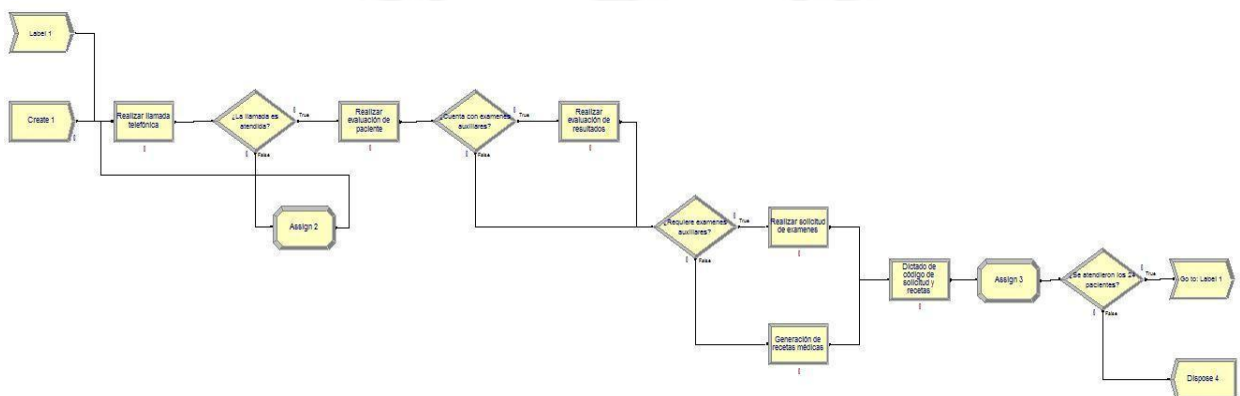 Label 1
Create 1
Realizar llamada
telefónica
¿La llamada es
atendida?
True
False
Assign 2
Realizar
evaluación de
paciente
¿Cuenta con examenes
auxiliares?
True
False
Realizar
evaluación de
resultados
¿Requiere examenes
auxiliares?
True
False
Realizar solicitud
de examenes
Generación de
recetas médicas
Dictado de
código de
solicitud y
recetas
Assign 3
¿Se atendieron los 24
pacientes?
True
False
Go to: Label 1
Dispose 4